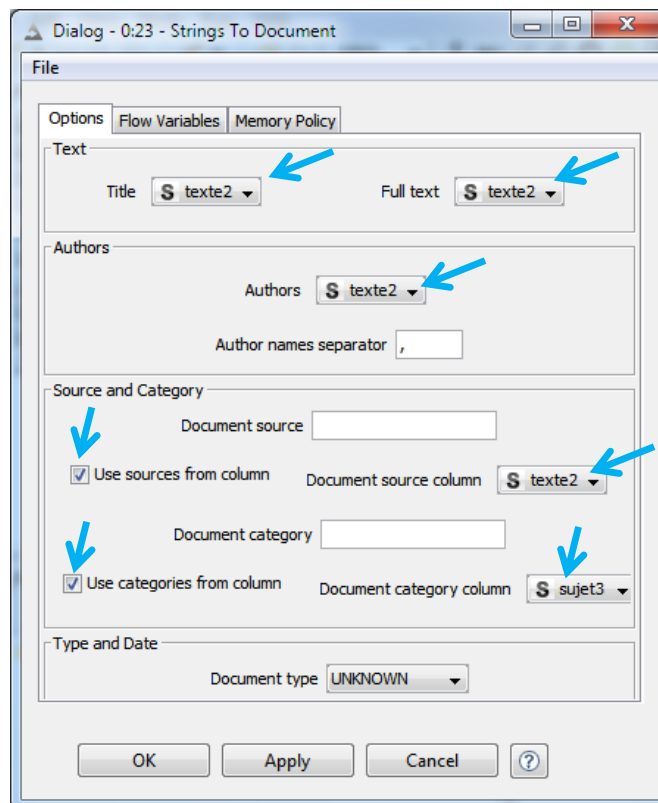 Dialog - 0:23 - Strings To Document
File
Options Flow Variables Memory Policy
Text
Title S texte2 Full text S texte2
Authors
Authors S texte2
Author names separator ,
Source and Category
Document source
Use sources from column Document source column S texte2
Document category
Use categories from column Document category column S sujet3
Type and Date
Document type UNKNOWN
OK Apply Cancel ?